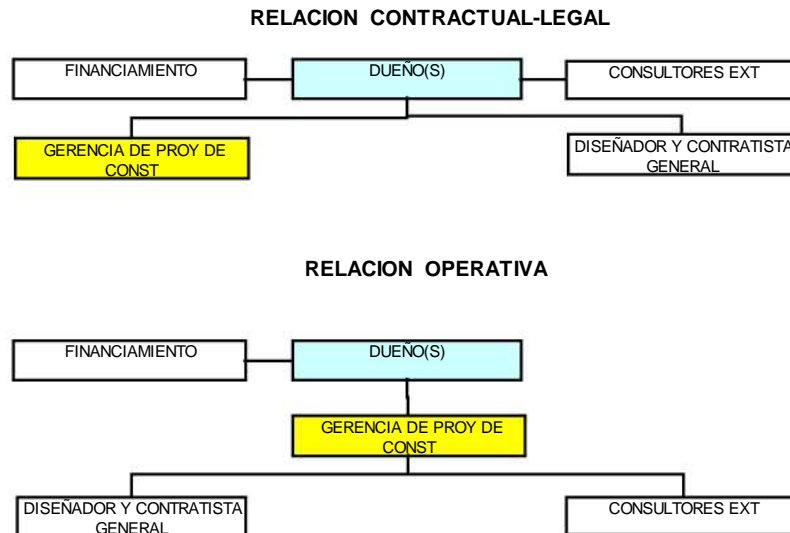 RELACION CONTRACTUAL-LEGAL
FINANCIAMIENTO
DUEÑO(S)
CONSULTORES EXT
GERENCIA DE PROY DE
CONST
DISEÑADOR Y CONTRATISTA
GENERAL
RELACION OPERATIVA
FINANCIAMIENTO
DUEÑO(S)
GERENCIA DE PROY DE
CONST
DISEÑADOR Y CONTRATISTA
GENERAL
CONSULTORES EXT